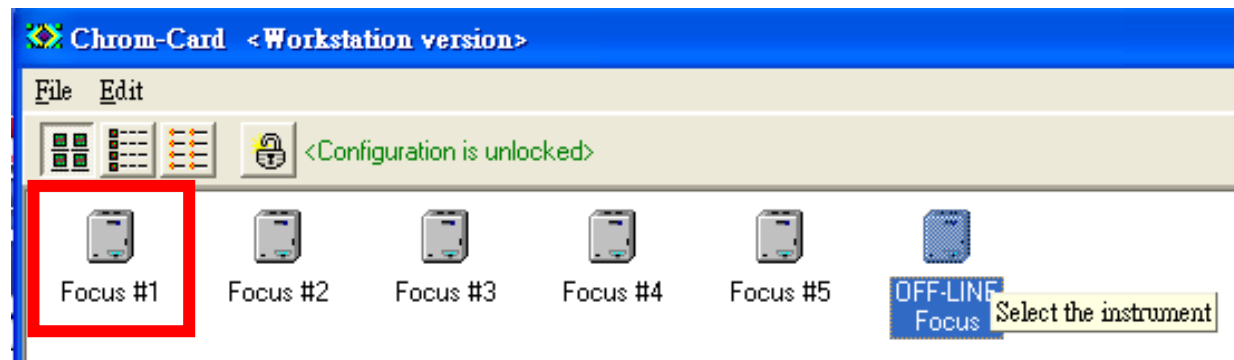 Chrom-Card <Workstation version>
File Edit
<Configuration is unlocked>
Focus #1 Focus #2 Focus #3 Focus #4 Focus #5 OFF-LINE
Focus Select the instrument